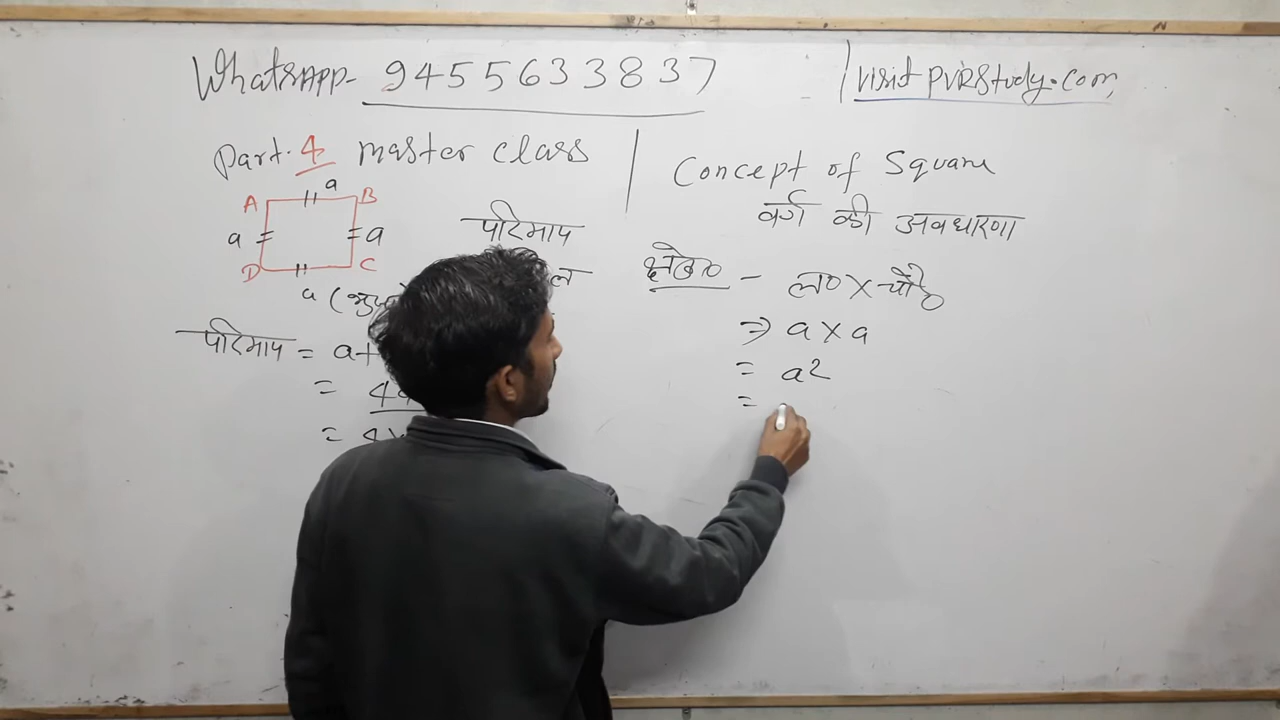 WhatsAPP- 9455633837
visit PVRStudy.com,
Part. 4 master class
Concept of Square
वर्ग की अवधारणा
A a B
a a
D C
a
परिमाप
ल
परिमाप = a+
= 4a
= 4x
क्षेत्र० - ल० x चौ०
⇒ a x a
= a²
=